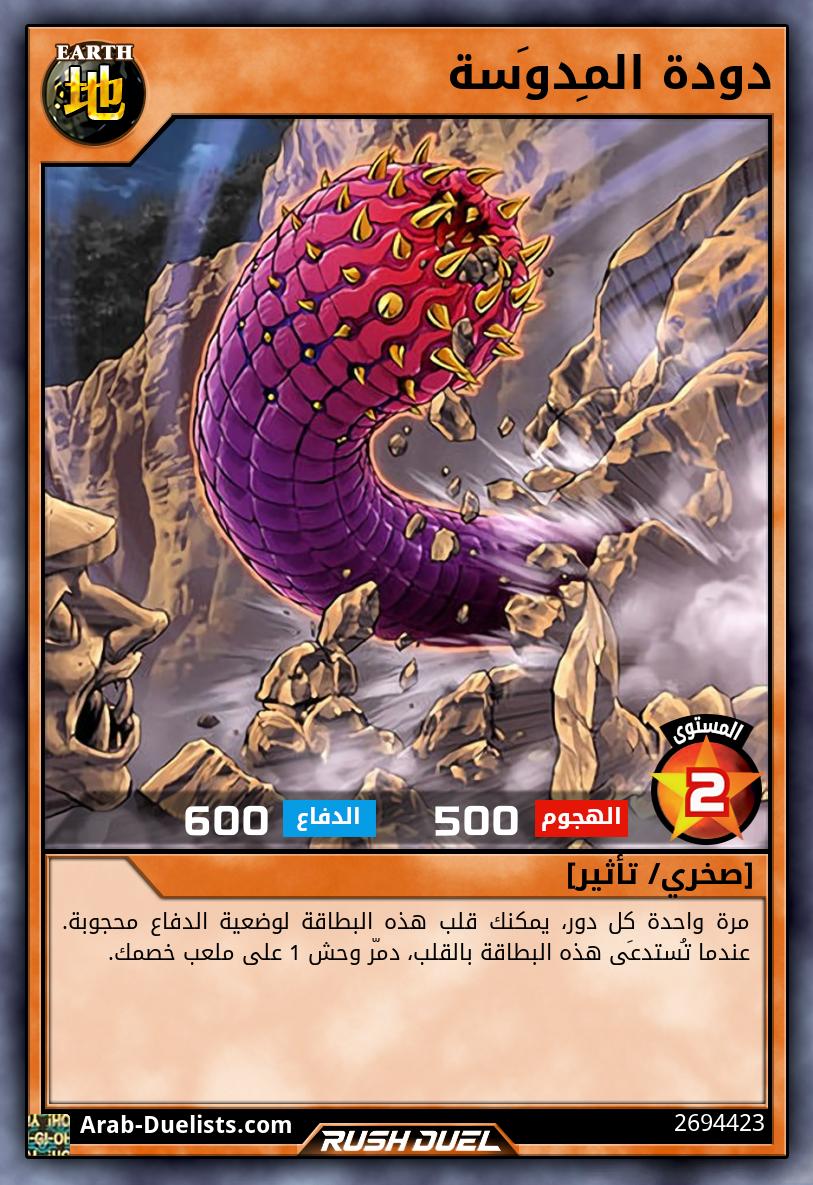 EARTH
地
دودة المِدوَسة
المستوى
2
الهجوم 500 الدفاع 600
[صخري/ تأثير]
مرة واحدة كل دور، يمكنك قلب هذه البطاقة لوضعية الدفاع محجوبة.
عندما تُستدعَى هذه البطاقة بالقلب، دمّر وحش 1 على ملعب خصمك.
Arab-Duelists.com
RUSH DUEL
2694423